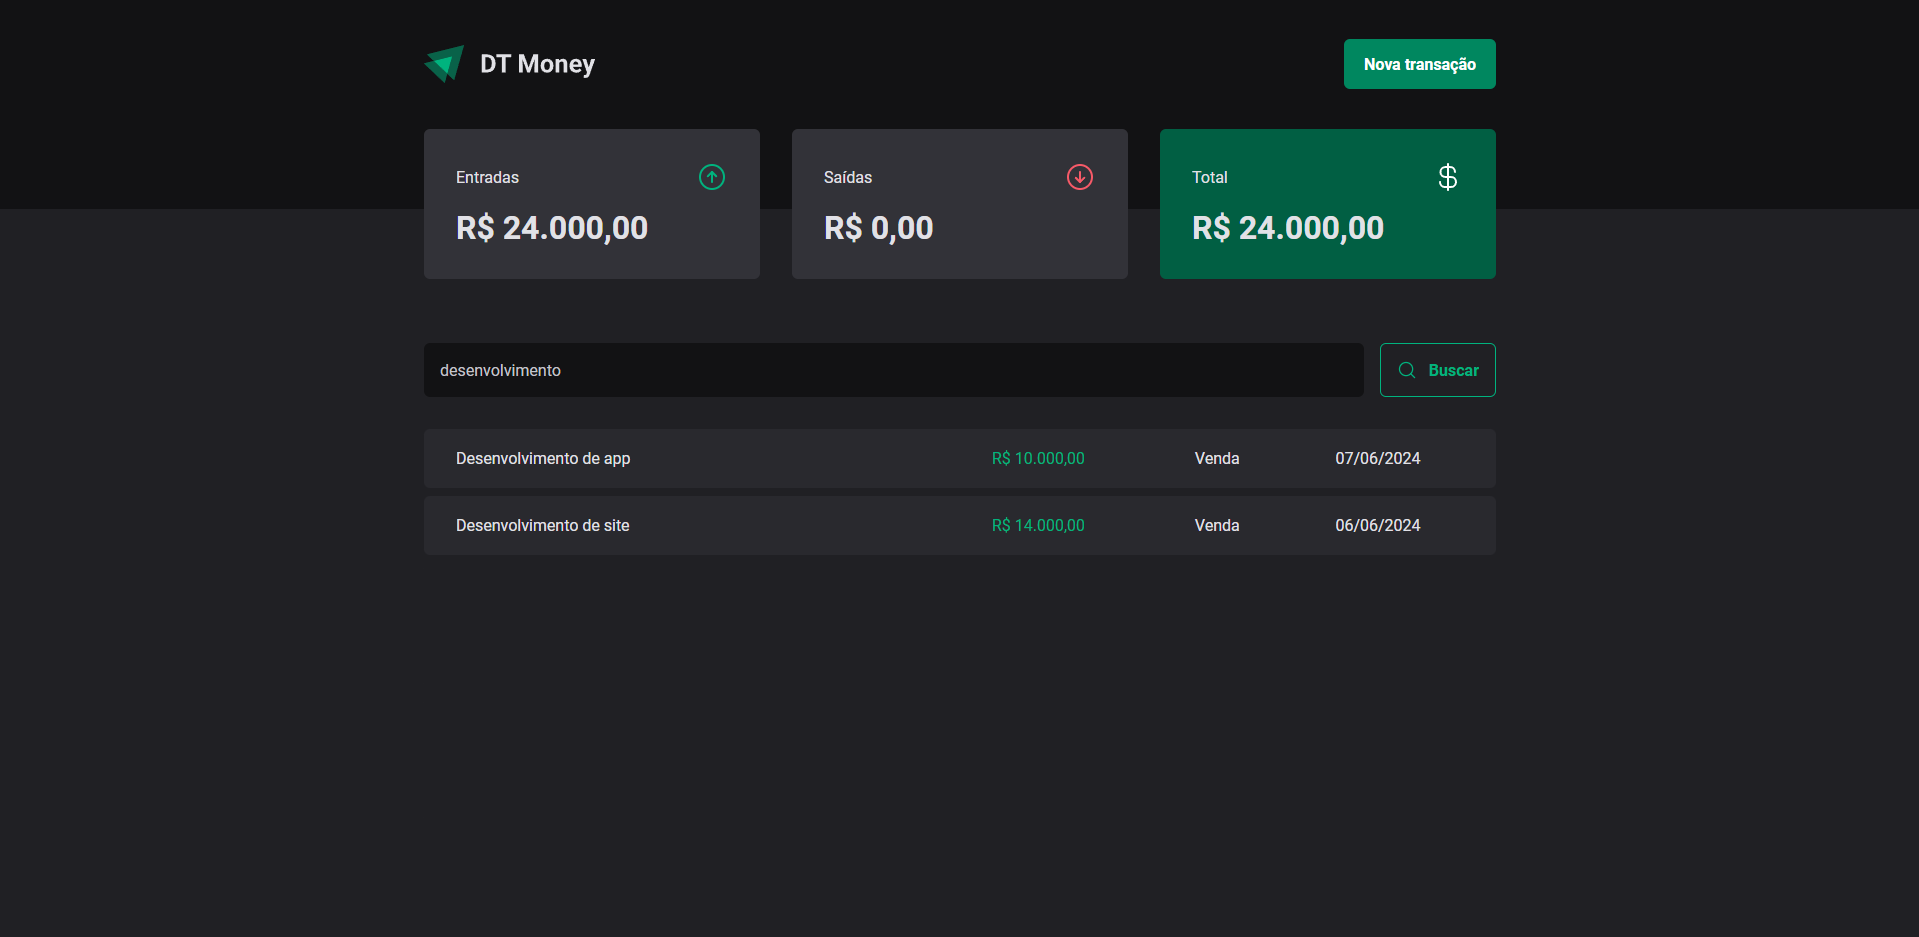 DT Money
Nova transação
Entradas
R$ 24.000,00
Saídas
R$ 0,00
Total
$
R$ 24.000,00
desenvolvimento
Buscar
Desenvolvimento de app R$ 10.000,00 Venda 07/06/2024
Desenvolvimento de site R$ 14.000,00 Venda 06/06/2024